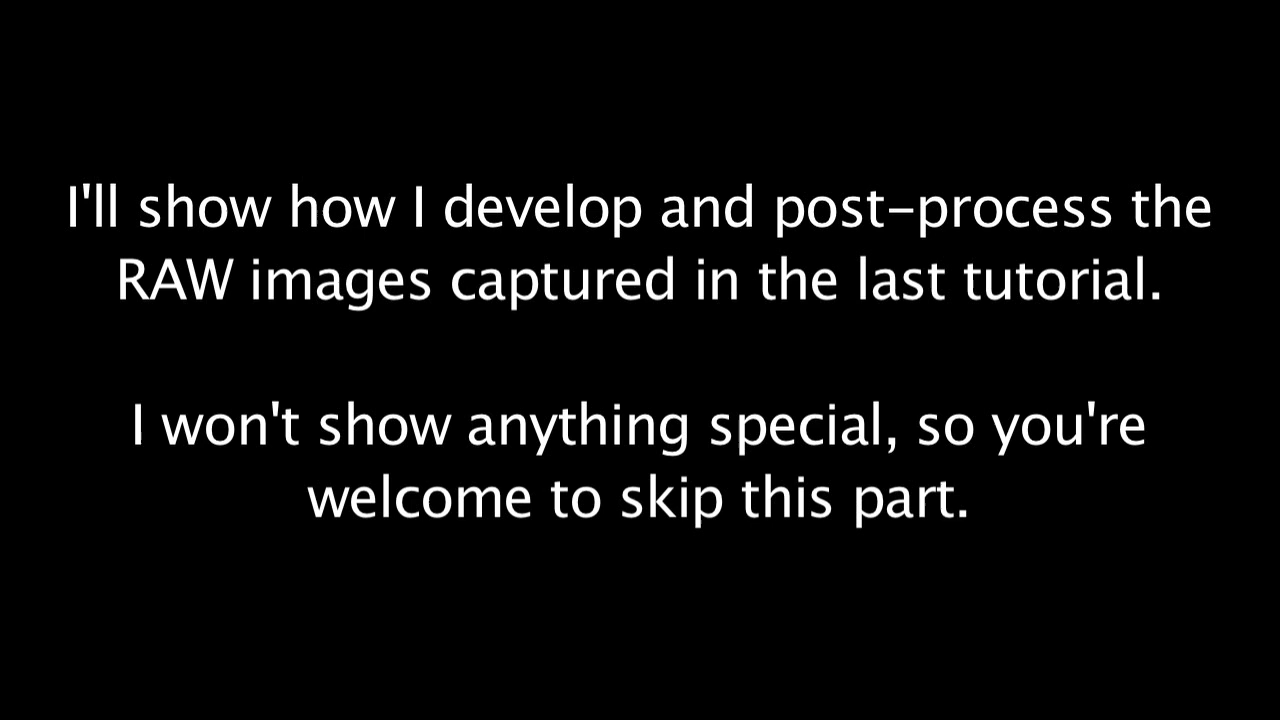 I'll show how I develop and post-process the
RAW images captured in the last tutorial.
I won't show anything special, so you're
welcome to skip this part.